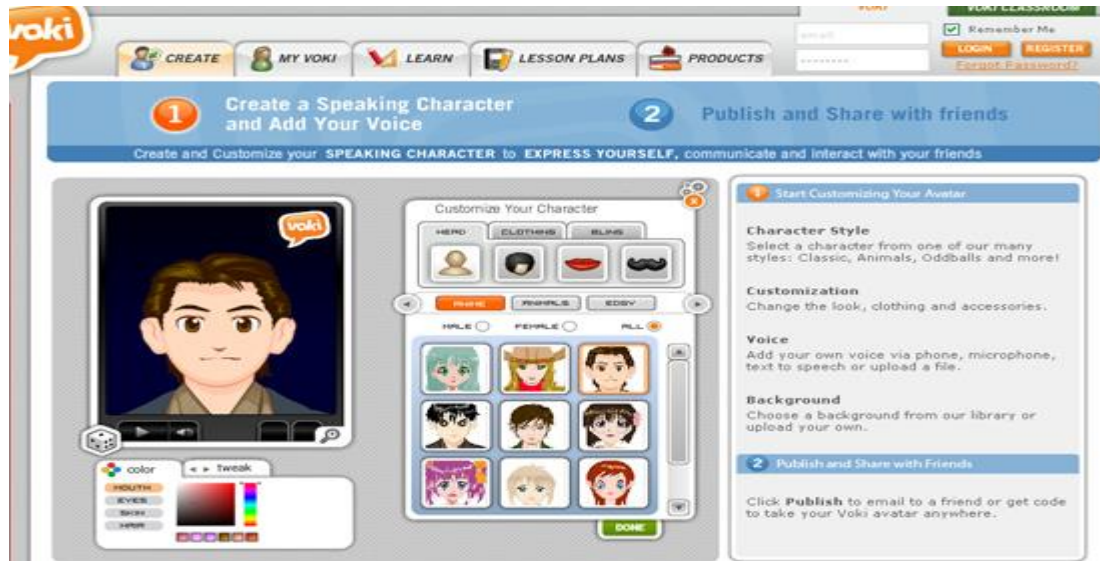 voki
VOKI
VOKI CLASSROOM
email
Remember Me
LOGIN
REGISTER
Forgot Password?
CREATE
MY VOKI
LEARN
LESSON PLANS
PRODUCTS
1
Create a Speaking Character
and Add Your Voice
2
Publish and Share with friends
Create and Customize your SPEAKING CHARACTER to EXPRESS YOURSELF, communicate and interact with your friends
voki
Customize Your Character
HEAD
CLOTHING
BLING
ANIME
ANIMALS
EDGY
MALE
FEMALE
ALL
DONE
color
tweak
MOUTH
EYES
SKIN
HAIR
1 Start Customizing Your Avatar
Character Style
Select a character from one of our many
styles: Classic, Animals, Oddballs and more!
Customization
Change the look, clothing and accessories.
Voice
Add your own voice via phone, microphone,
text to speech or upload a file.
Background
Choose a background from our library or
upload your own.
2 Publish and Share with Friends
Click Publish to email to a friend or get code
to take your Voki avatar anywhere.